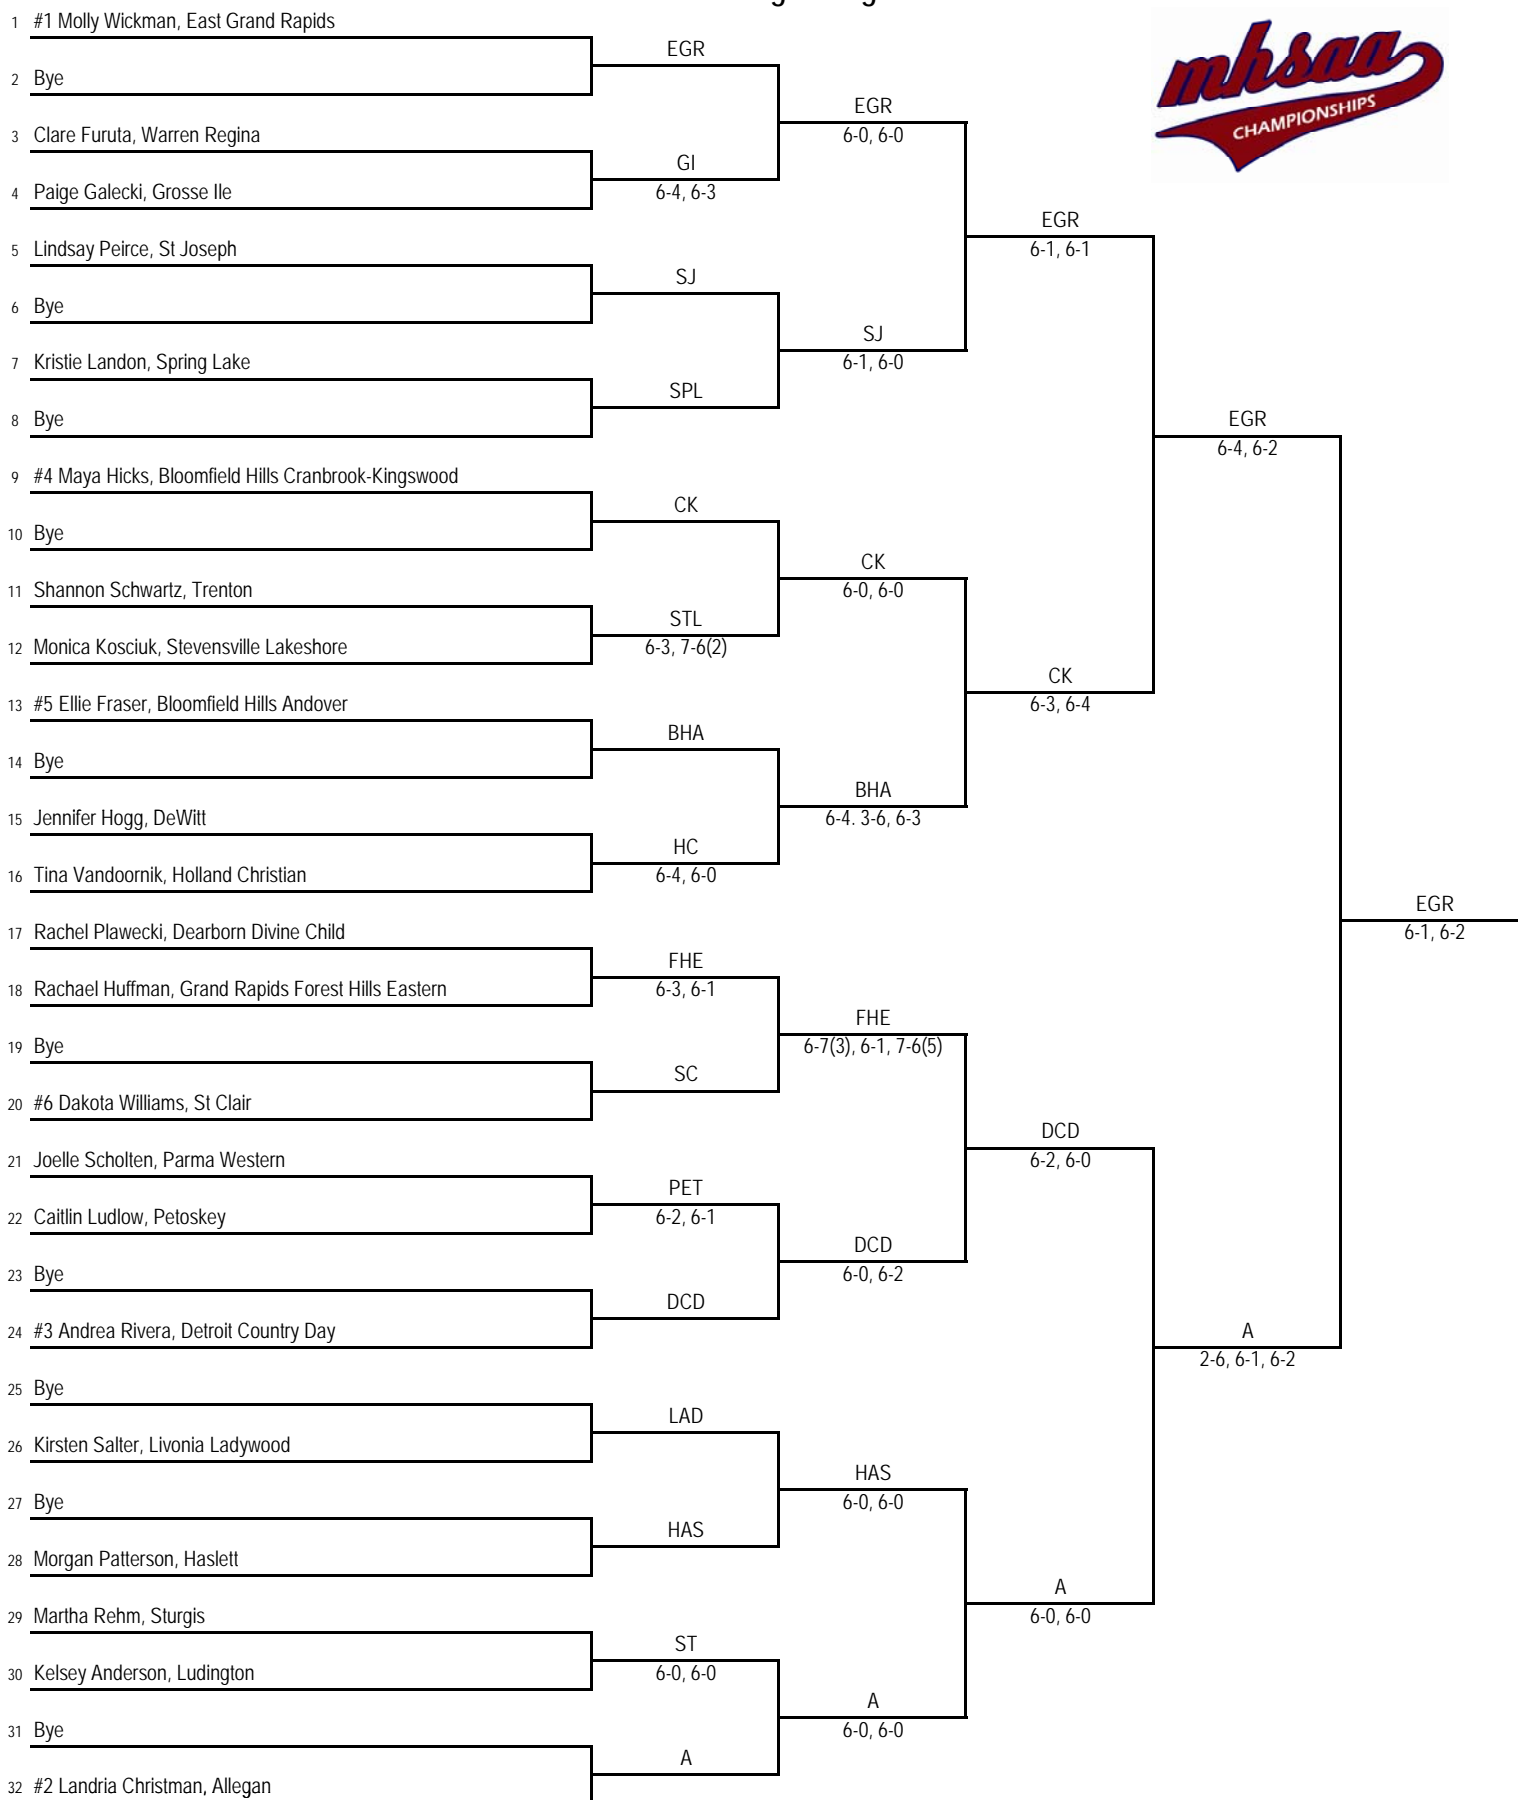 mhsaa
CHAMPIONSHIPS
1 #1 Molly Wickman, East Grand Rapids
EGR
2 Bye
EGR
6-0, 6-0
3 Clare Furuta, Warren Regina
GI
6-4, 6-3
4 Paige Galecki, Grosse Ile
EGR
6-1, 6-1
5 Lindsay Peirce, St Joseph
SJ
6 Bye
SJ
6-1, 6-0
7 Kristie Landon, Spring Lake
SPL
8 Bye
EGR
6-4, 6-2
9 #4 Maya Hicks, Bloomfield Hills Cranbrook-Kingswood
CK
10 Bye
CK
6-0, 6-0
11 Shannon Schwartz, Trenton
STL
6-3, 7-6(2)
12 Monica Kosciuk, Stevensville Lakeshore
CK
6-3, 6-4
13 #5 Ellie Fraser, Bloomfield Hills Andover
BHA
14 Bye
BHA
6-4. 3-6, 6-3
15 Jennifer Hogg, DeWitt
HC
6-4, 6-0
16 Tina Vandoornik, Holland Christian
EGR
6-1, 6-2
17 Rachel Plawecki, Dearborn Divine Child
FHE
6-3, 6-1
18 Rachael Huffman, Grand Rapids Forest Hills Eastern
FHE
6-7(3), 6-1, 7-6(5)
19 Bye
SC
20 #6 Dakota Williams, St Clair
DCD
6-2, 6-0
21 Joelle Scholten, Parma Western
PET
6-2, 6-1
22 Caitlin Ludlow, Petoskey
DCD
6-0, 6-2
23 Bye
DCD
24 #3 Andrea Rivera, Detroit Country Day
A
2-6, 6-1, 6-2
25 Bye
LAD
26 Kirsten Salter, Livonia Ladywood
HAS
6-0, 6-0
27 Bye
HAS
28 Morgan Patterson, Haslett
A
6-0, 6-0
29 Martha Rehm, Sturgis
ST
6-0, 6-0
30 Kelsey Anderson, Ludington
A
6-0, 6-0
31 Bye
A
32 #2 Landria Christman, Allegan